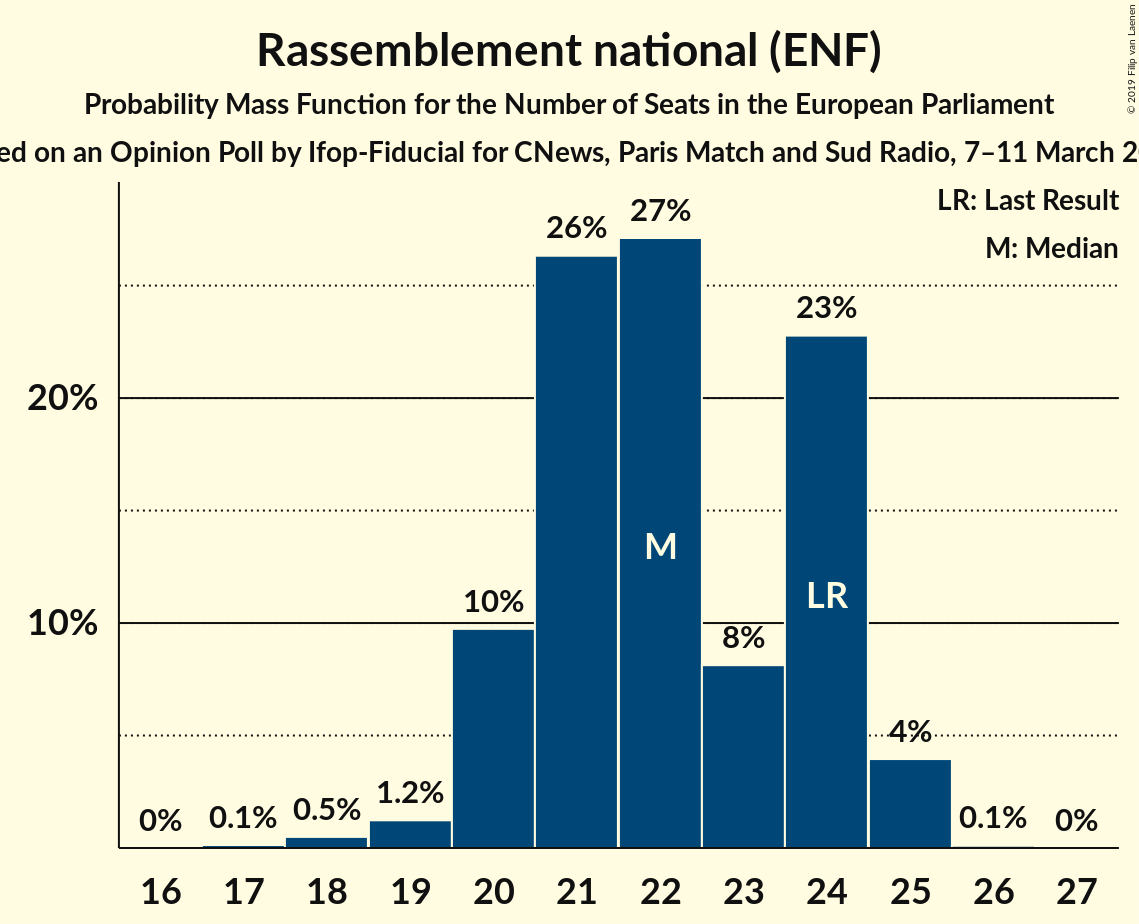 Rassemblement national (ENF)
Probability Mass Function for the Number of Seats in the European Parliament
on an Opinion Poll by Ifop-Fiducial for CNews, Paris Match and Sud Radio, 7–11 March
© 2019 Filip van Laenen
LR: Last Result
M: Median
20%
10%
0%
0.1%
0.5%
1.2%
10%
26%
27%
8%
23%
4%
0.1%
0%
M
LR
16 17 18 19 20 21 22 23 24 25 26 27